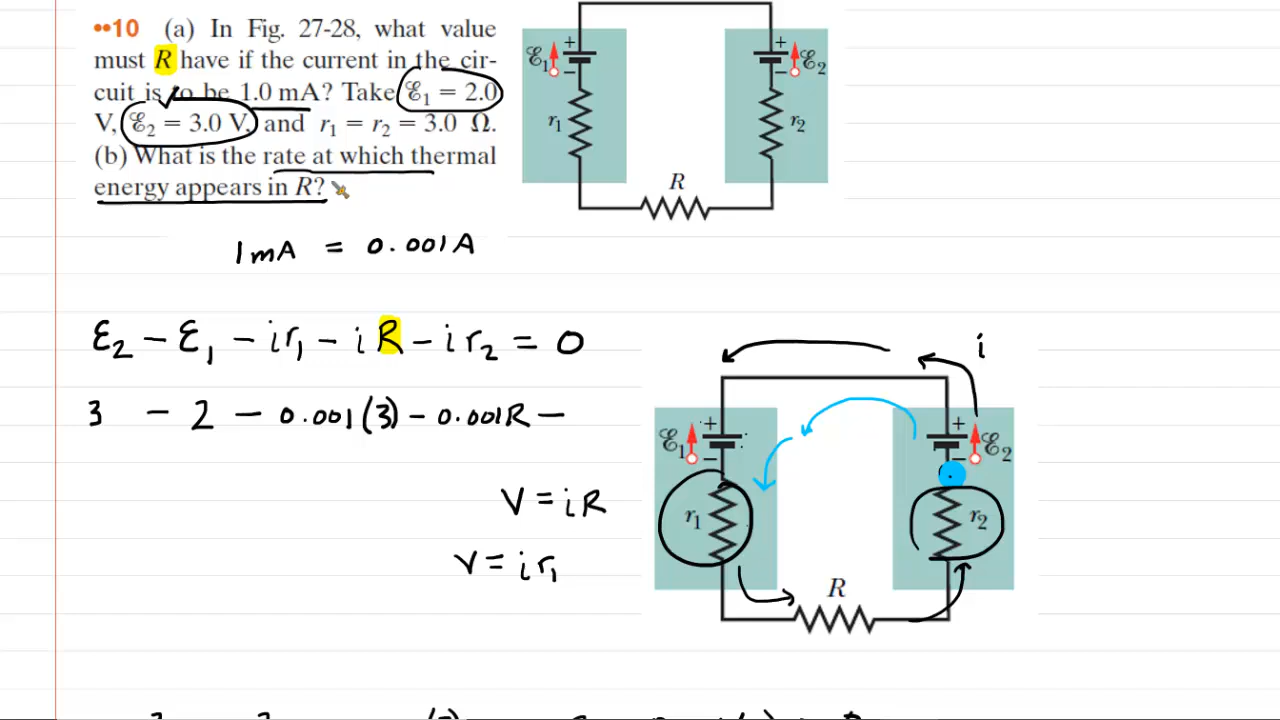 ••10 (a) In Fig. 27-28, what value
must R have if the current in the cir-
cuit is to be 1.0 mA? Take ℰ1 = 2.0
V, ℰ2 = 3.0 V, and r1 = r2 = 3.0 Ω.
(b) What is the rate at which thermal
energy appears in R?
+
ℰ1
−
r1
+
ℰ2
−
r2
R
1mA = 0.001A
ℰ2 − ℰ1 − ir1 − iR − ir2 = 0
3 − 2 − 0.001(3) − 0.001R −
V = iR
V = ir1
i
+
ℰ1
−
r1
+
ℰ2
−
r2
R